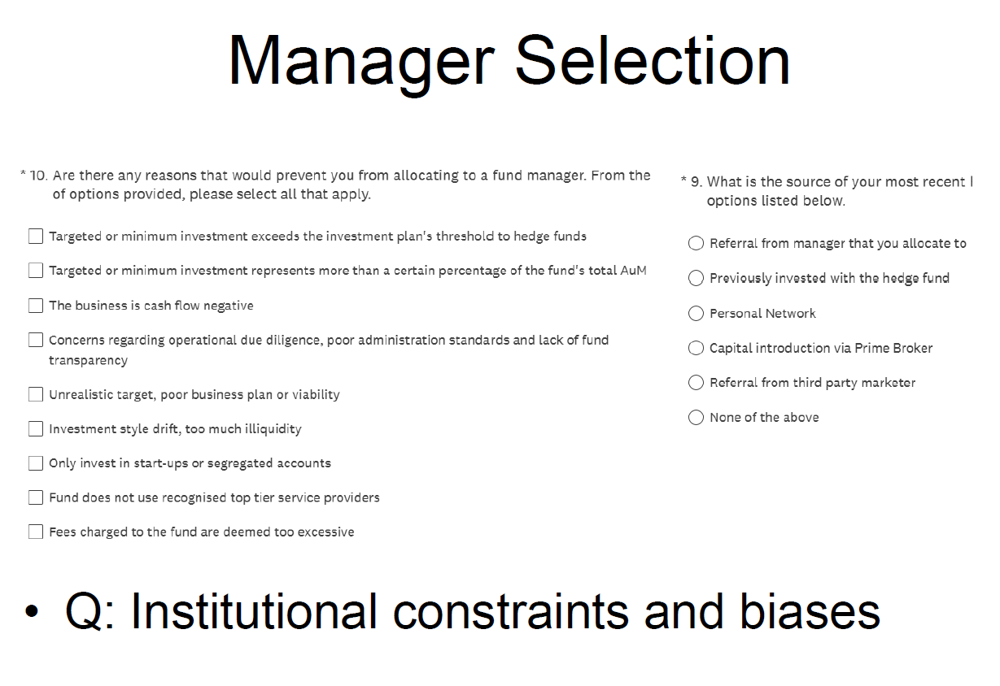 Manager Selection
* 10. Are there any reasons that would prevent you from allocating to a fund manager. From the
of options provided, please select all that apply.
Targeted or minimum investment exceeds the investment plan's threshold to hedge funds
Targeted or minimum investment represents more than a certain percentage of the fund's total AuM
The business is cash flow negative
Concerns regarding operational due diligence, poor administration standards and lack of fund
transparency
Unrealistic target, poor business plan or viability
Investment style drift, too much illiquidity
Only invest in start-ups or segregated accounts
Fund does not use recognised top tier service providers
Fees charged to the fund are deemed too excessive
* 9. What is the source of your most recent
options listed below.
Referral from manager that you allocate to
Previously invested with the hedge fund
Personal Network
Capital introduction via Prime Broker
Referral from third party marketer
None of the above
• Q: Institutional constraints and biases